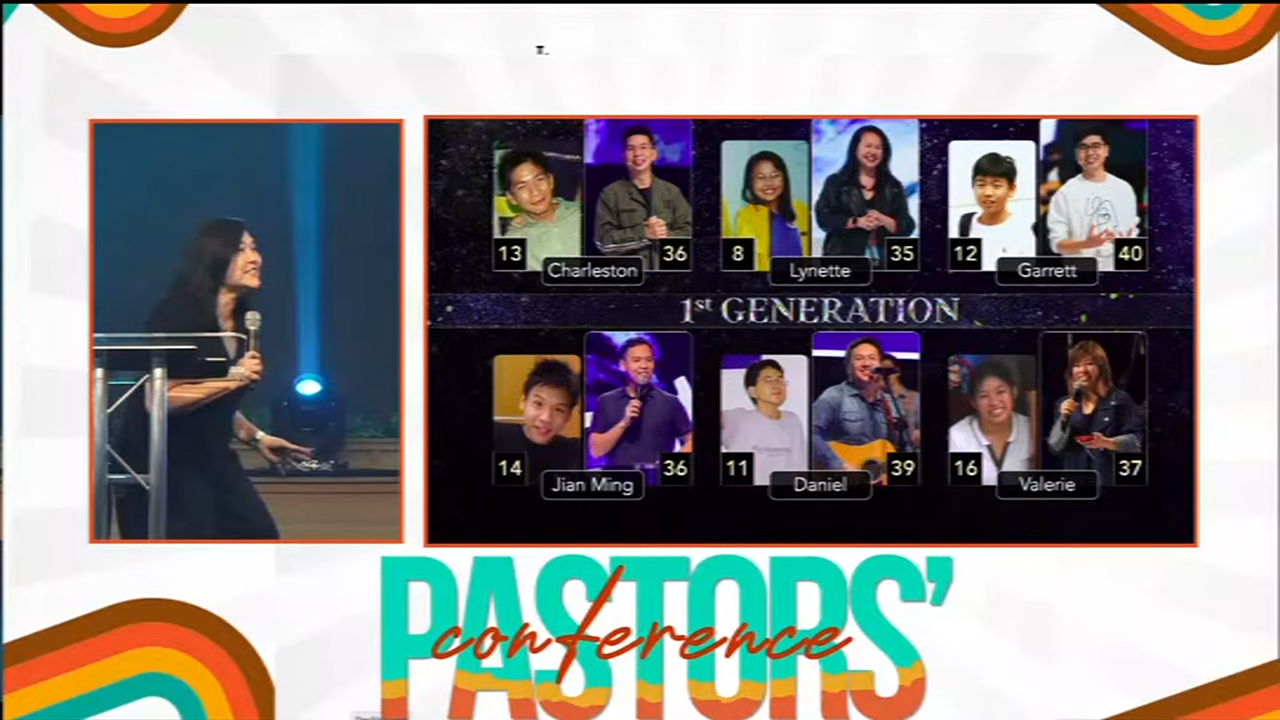 13 36 8 35 12 40
Charleston Lynette Garrett
1st GENERATION
14 36 11 39 16 37
Jian Ming Daniel Valerie
PASTORS'
conference